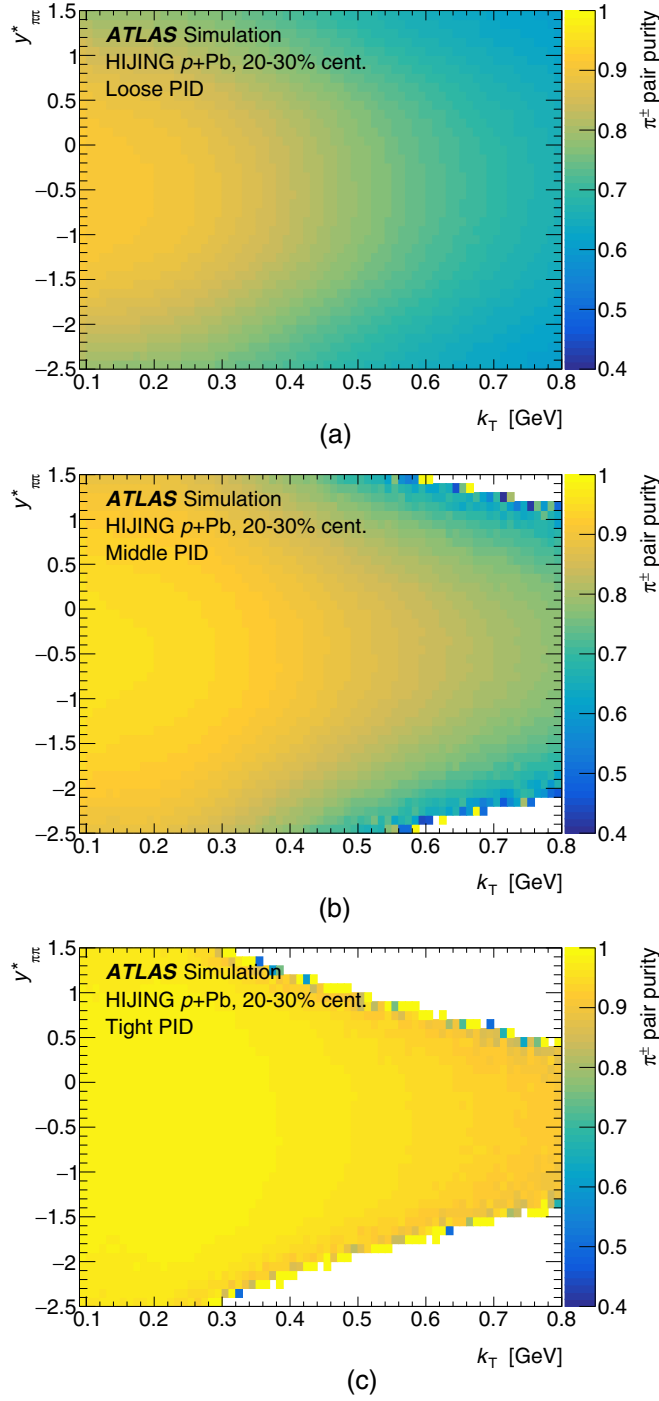 y*ππ
1.5
1
0.5
0
−0.5
−1
−1.5
−2
−2.5
ATLAS Simulation
HIJING p+Pb, 20-30% cent.
Loose PID
0.1 0.2 0.3 0.4 0.5 0.6 0.7 0.8
kT [GeV]
1
0.9
0.8
0.7
0.6
0.5
0.4
π± pair purity
(a)
y*ππ
1.5
1
0.5
0
−0.5
−1
−1.5
−2
−2.5
ATLAS Simulation
HIJING p+Pb, 20-30% cent.
Middle PID
0.1 0.2 0.3 0.4 0.5 0.6 0.7 0.8
kT [GeV]
1
0.9
0.8
0.7
0.6
0.5
0.4
π± pair purity
(b)
y*ππ
1.5
1
0.5
0
−0.5
−1
−1.5
−2
−2.5
ATLAS Simulation
HIJING p+Pb, 20-30% cent.
Tight PID
0.1 0.2 0.3 0.4 0.5 0.6 0.7 0.8
kT [GeV]
1
0.9
0.8
0.7
0.6
0.5
0.4
π± pair purity
(c)